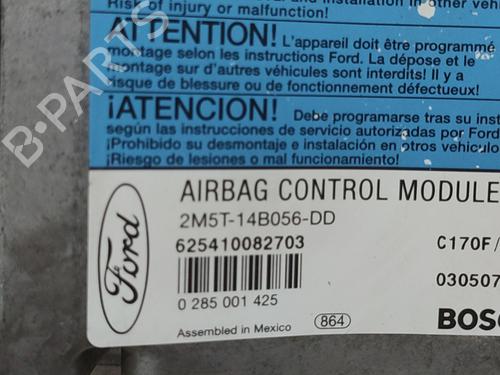 Risk of injury or malfunction!
ATTENTION!
L'appareil doit être programmé
montage selon les instructions Ford. La dépose et le
montage sur d'autres véhicules sont interdits! Il y a
risque de blessure ou de fonctionnement défectueux!
¡ATENCION!
Debe programarse tras su
según las instrucciones de servicio autorizadas por Ford
¡Prohibido su desmontaje e instalación en otros
¡Riesgo de lesiones o mal funcionamiento!
AIRBAG CONTROL MODULE
2M5T-14B056-DD
625410082703
C170F/
0 285 001 425
030507
Assembled in Mexico
864
BOSC
Ford
B-PARTS